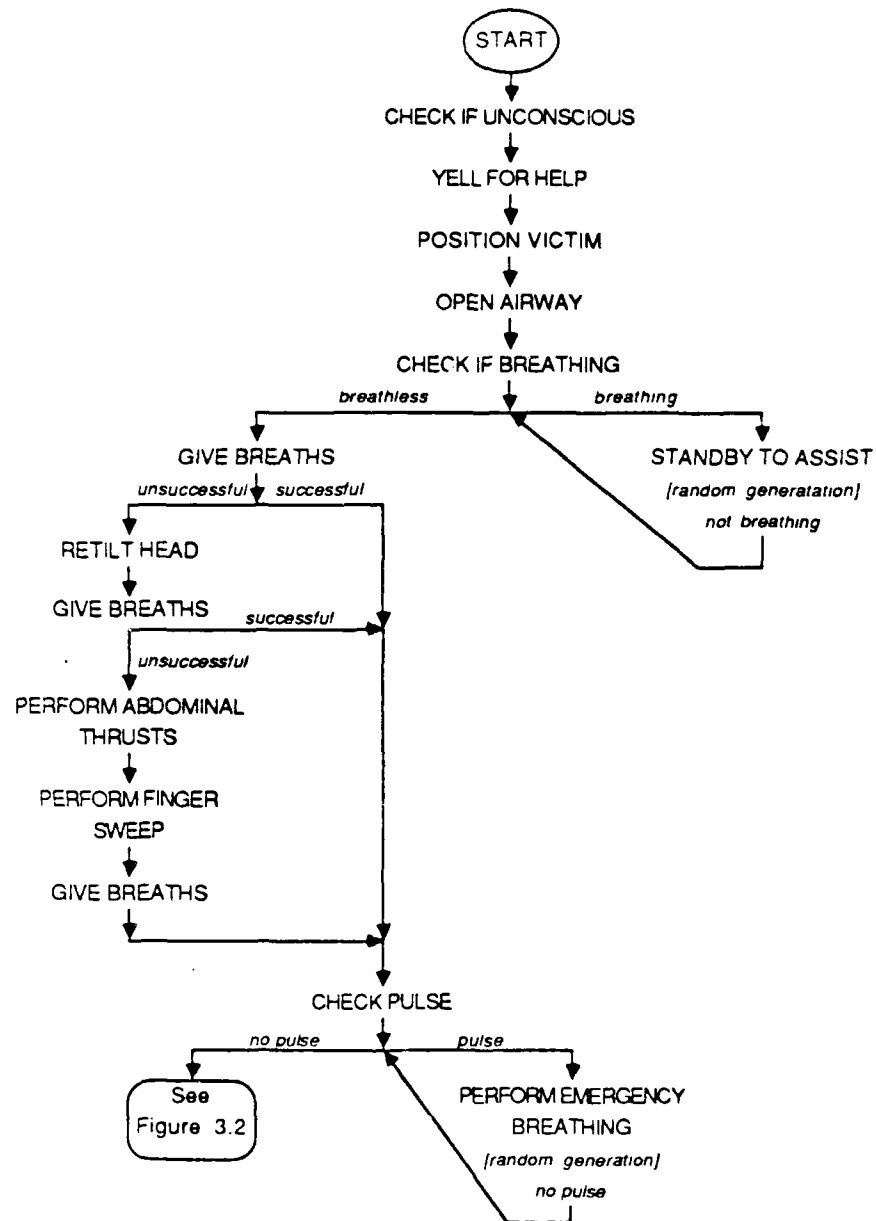 START
CHECK IF UNCONSCIOUS
YELL FOR HELP
POSITION VICTIM
OPEN AIRWAY
CHECK IF BREATHING
breathless
breathing
GIVE BREATHS
STANDBY TO ASSIST
unsuccessful
successful
[random generatation]
not breathing
RETILT HEAD
GIVE BREATHS
successful
unsuccessful
PERFORM ABDOMINAL
THRUSTS
PERFORM FINGER
SWEEP
GIVE BREATHS
CHECK PULSE
no pulse
pulse
See
Figure 3.2
PERFORM EMERGENCY
BREATHING
[random generation]
no pulse